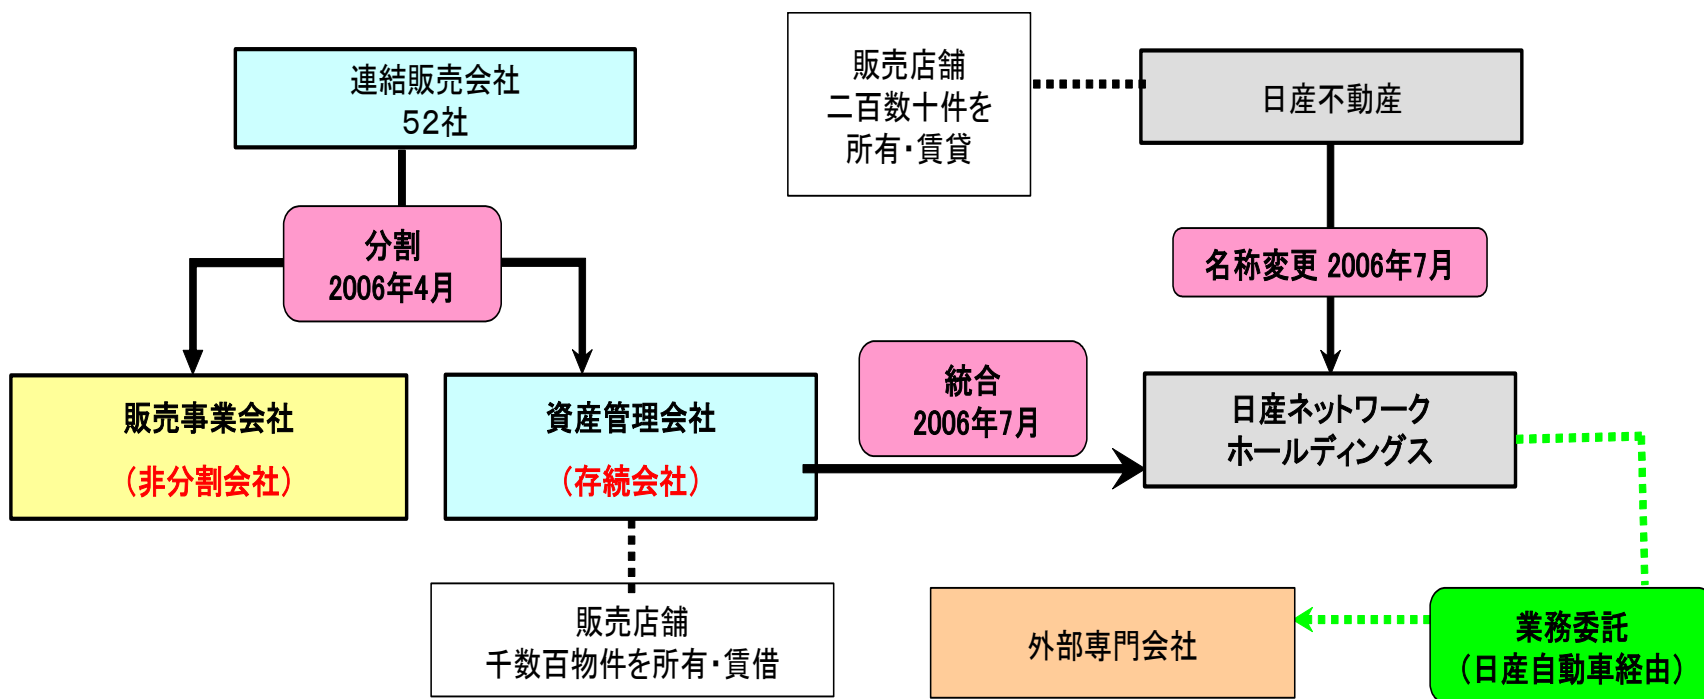 連結販売会社
52社
販売店舗
二百数十件を
所有・賃貸
日産不動産
分割
2006年4月
名称変更 2006年7月
販売事業会社
(非分割会社)
資産管理会社
(存続会社)
統合
2006年7月
日産ネットワーク
ホールディングス
販売店舗
千数百物件を所有・賃借
外部専門会社
業務委託
(日産自動車経由)